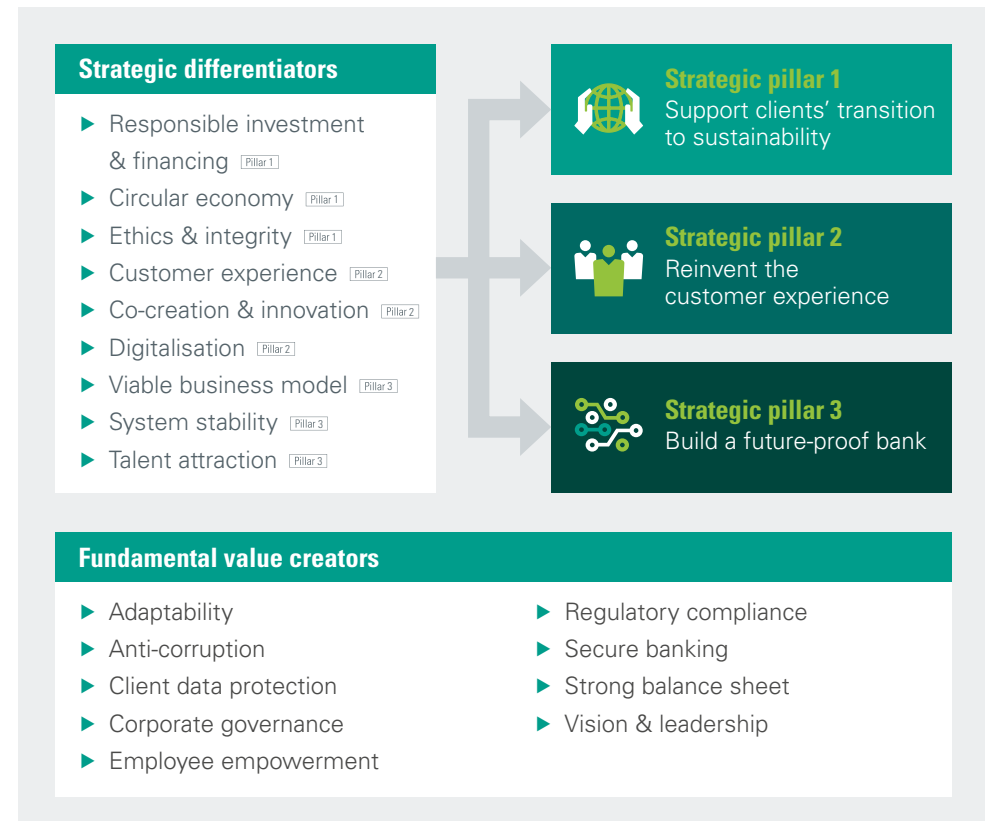 Strategic differentiators
Responsible investment
& financing Pillar 1
Circular economy Pillar 1
Ethics & integrity Pillar 1
Customer experience Pillar 2
Co-creation & innovation Pillar 2
Digitalisation Pillar 2
Viable business model Pillar 3
System stability Pillar 3
Talent attraction Pillar 3
Strategic pillar 1
Support clients’ transition
to sustainability
Strategic pillar 2
Reinvent the
customer experience
Strategic pillar 3
Build a future-proof bank
Fundamental value creators
Adaptability
Anti-corruption
Client data protection
Corporate governance
Employee empowerment
Regulatory compliance
Secure banking
Strong balance sheet
Vision & leadership